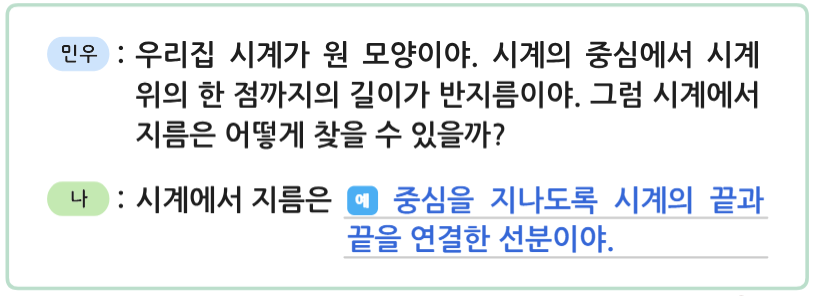 민우 : 우리집 시계가 원 모양이야. 시계의 중심에서 시계
위의 한 점까지의 길이가 반지름이야. 그럼 시계에서
지름은 어떻게 찾을 수 있을까?
나 : 시계에서 지름은 예 중심을 지나도록 시계의 끝과
끝을 연결한 선분이야.